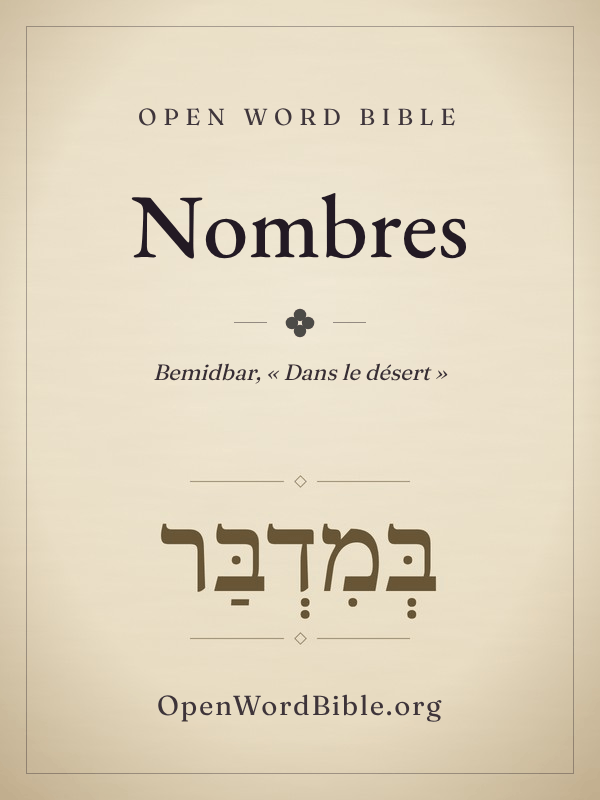 OPEN WORD BIBLE
Nombres
Bemidbar, « Dans le désert »
בְּמִדְבַּר
OpenWordBible.org